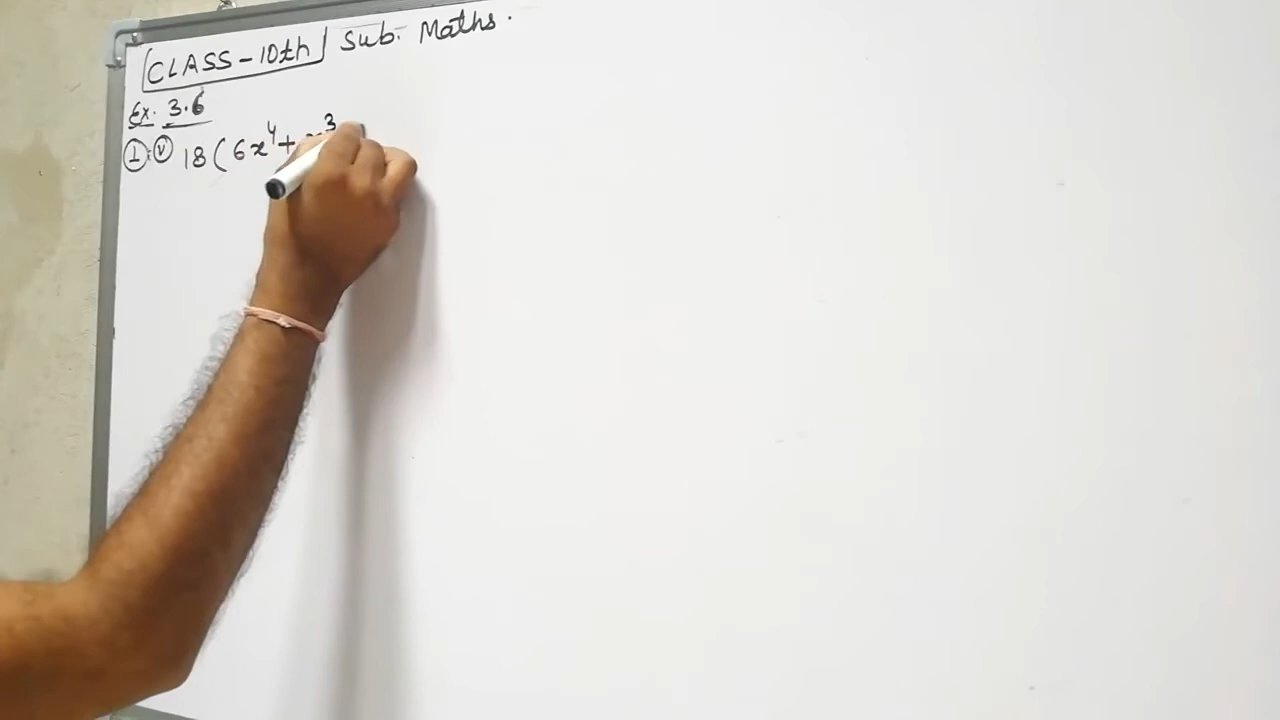 CLASS - 10th Sub. Maths.
Ex. 3.6
① : ⓥ 18 ( 6x⁴ + x³